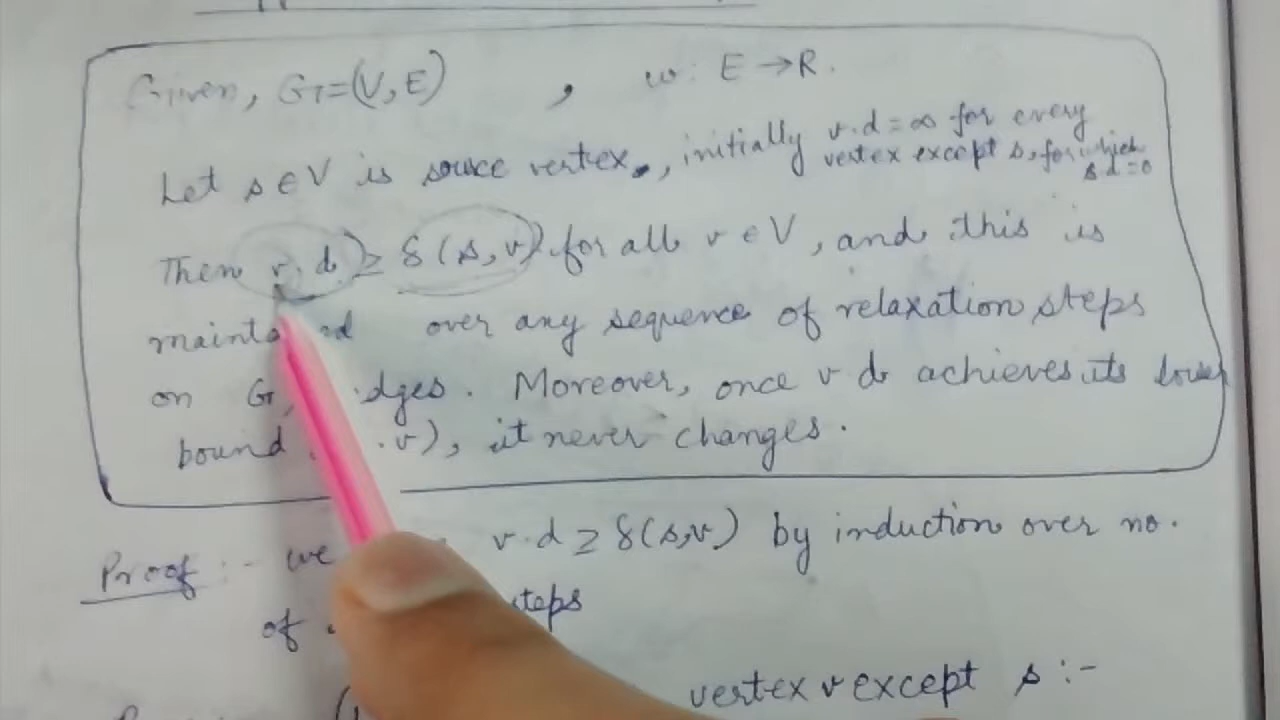 Given, G=(V,E) , w: E→R.
Let s∈V is source vertex, initially v.d=∞ for every
vertex except s, for which
s.d=0
Then v.d ≥ δ(s,v) for all v∈V, and this is
over any sequence of relaxation steps
on G, Moreover, once v.d achieves its lower
bound v), it never changes.
Proof:- we v.d ≥ δ(s,v) by induction over no.
of steps
vertex v except s:-